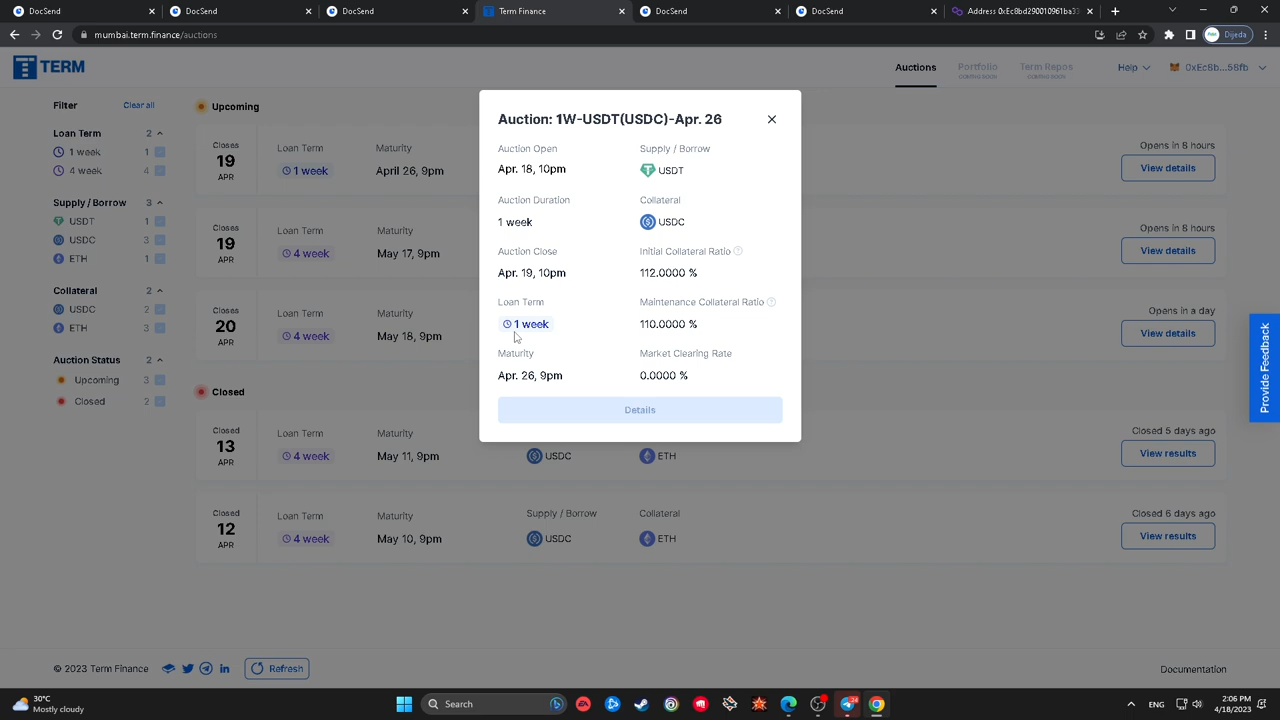 DocSend
DocSend
DocSend
Term Finance
DocSend
DocSend
Address 0xEc8bd290010961ba33
mumbai.term.finance/auctions
Dijeda
TERM
Auctions
Portfolio
COMING SOON
Term Repos
COMING SOON
Help
0xEc8b...58fb
Filter
Clear all
Loan Term 2
1 week 1
4 week 4
Supply / Borrow 3
USDT 1
USDC 3
ETH 1
Collateral 2
USDC 2
ETH 3
Auction Status 2
Upcoming 3
Closed 2
Upcoming
Closes
19
APR
Loan Term
1 week
Maturity
April 26, 9pm
Opens in 8 hours
View details
Closes
19
APR
Loan Term
4 week
Maturity
May 17, 9pm
Opens in 8 hours
View details
Closes
20
APR
Loan Term
4 week
Maturity
May 18, 9pm
Opens in a day
View details
Closed
Closed
13
APR
Loan Term
4 week
Maturity
May 11, 9pm
USDC
ETH
Closed 5 days ago
View results
Closed
12
APR
Loan Term
4 week
Maturity
May 10, 9pm
Supply / Borrow
USDC
Collateral
ETH
Closed 6 days ago
View results
Auction: 1W-USDT(USDC)-Apr. 26
Auction Open
Apr. 18, 10pm
Supply / Borrow
USDT
Auction Duration
1 week
Collateral
USDC
Auction Close
Apr. 19, 10pm
Initial Collateral Ratio
112.0000 %
Loan Term
1 week
Maintenance Collateral Ratio
110.0000 %
Maturity
Apr. 26, 9pm
Market Clearing Rate
0.0000 %
Details
Provide Feedback
© 2023 Term Finance
Refresh
Documentation
30°C
Mostly cloudy
Search
24
ENG
2:06 PM
4/18/2023